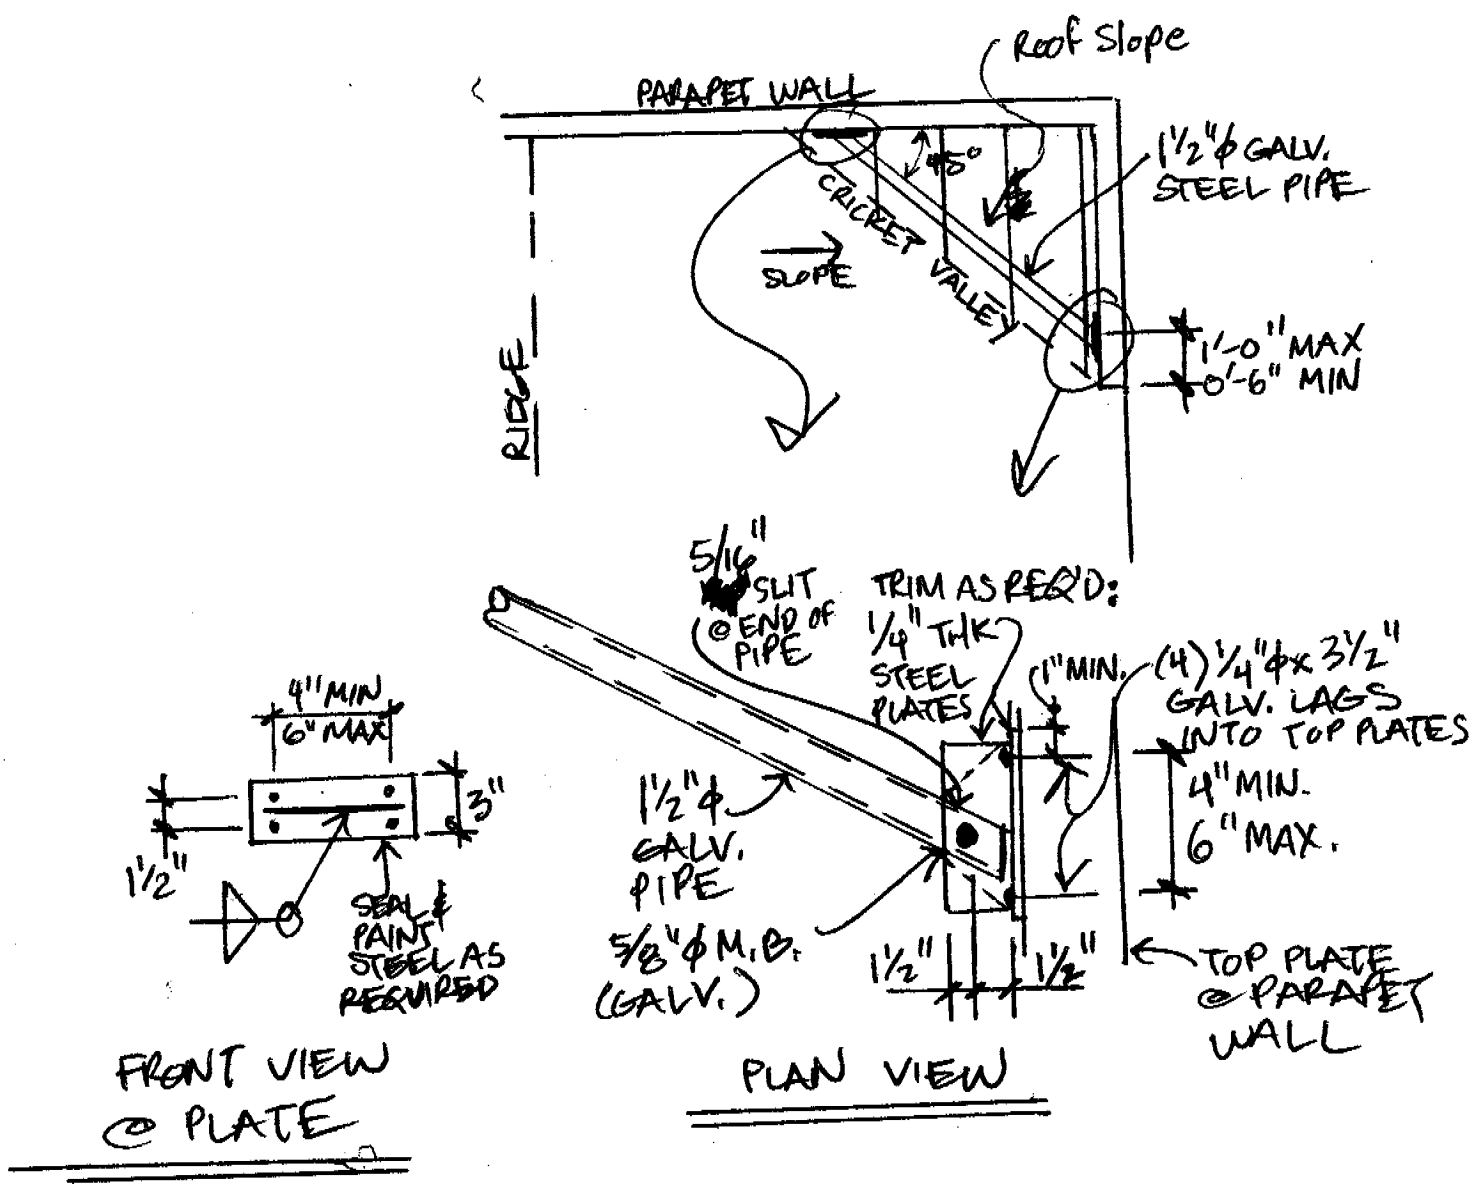 Roof Slope
PARAPET WALL
1½"ϕ GALV.
STEEL PIPE
45°
CRICKET VALLEY
SLOPE
RIDGE
1'-0" MAX
0'-6" MIN
5/16"
SLIT
@ END OF
PIPE
TRIM AS REQ'D:
1/4" THK
STEEL
PLATES
1" MIN.
(4) 1/4"ϕ x 3½"
GALV. LAGS
INTO TOP PLATES
4" MIN.
6" MAX.
4" MIN
6" MAX
3"
1½"
SEAL &
PAINT
STEEL AS
REQUIRED
1½"ϕ
GALV.
PIPE
5/8"ϕ M.B.
(GALV.)
1½"
1½"
TOP PLATE
@ PARAPET
WALL
FRONT VIEW
@ PLATE
PLAN VIEW